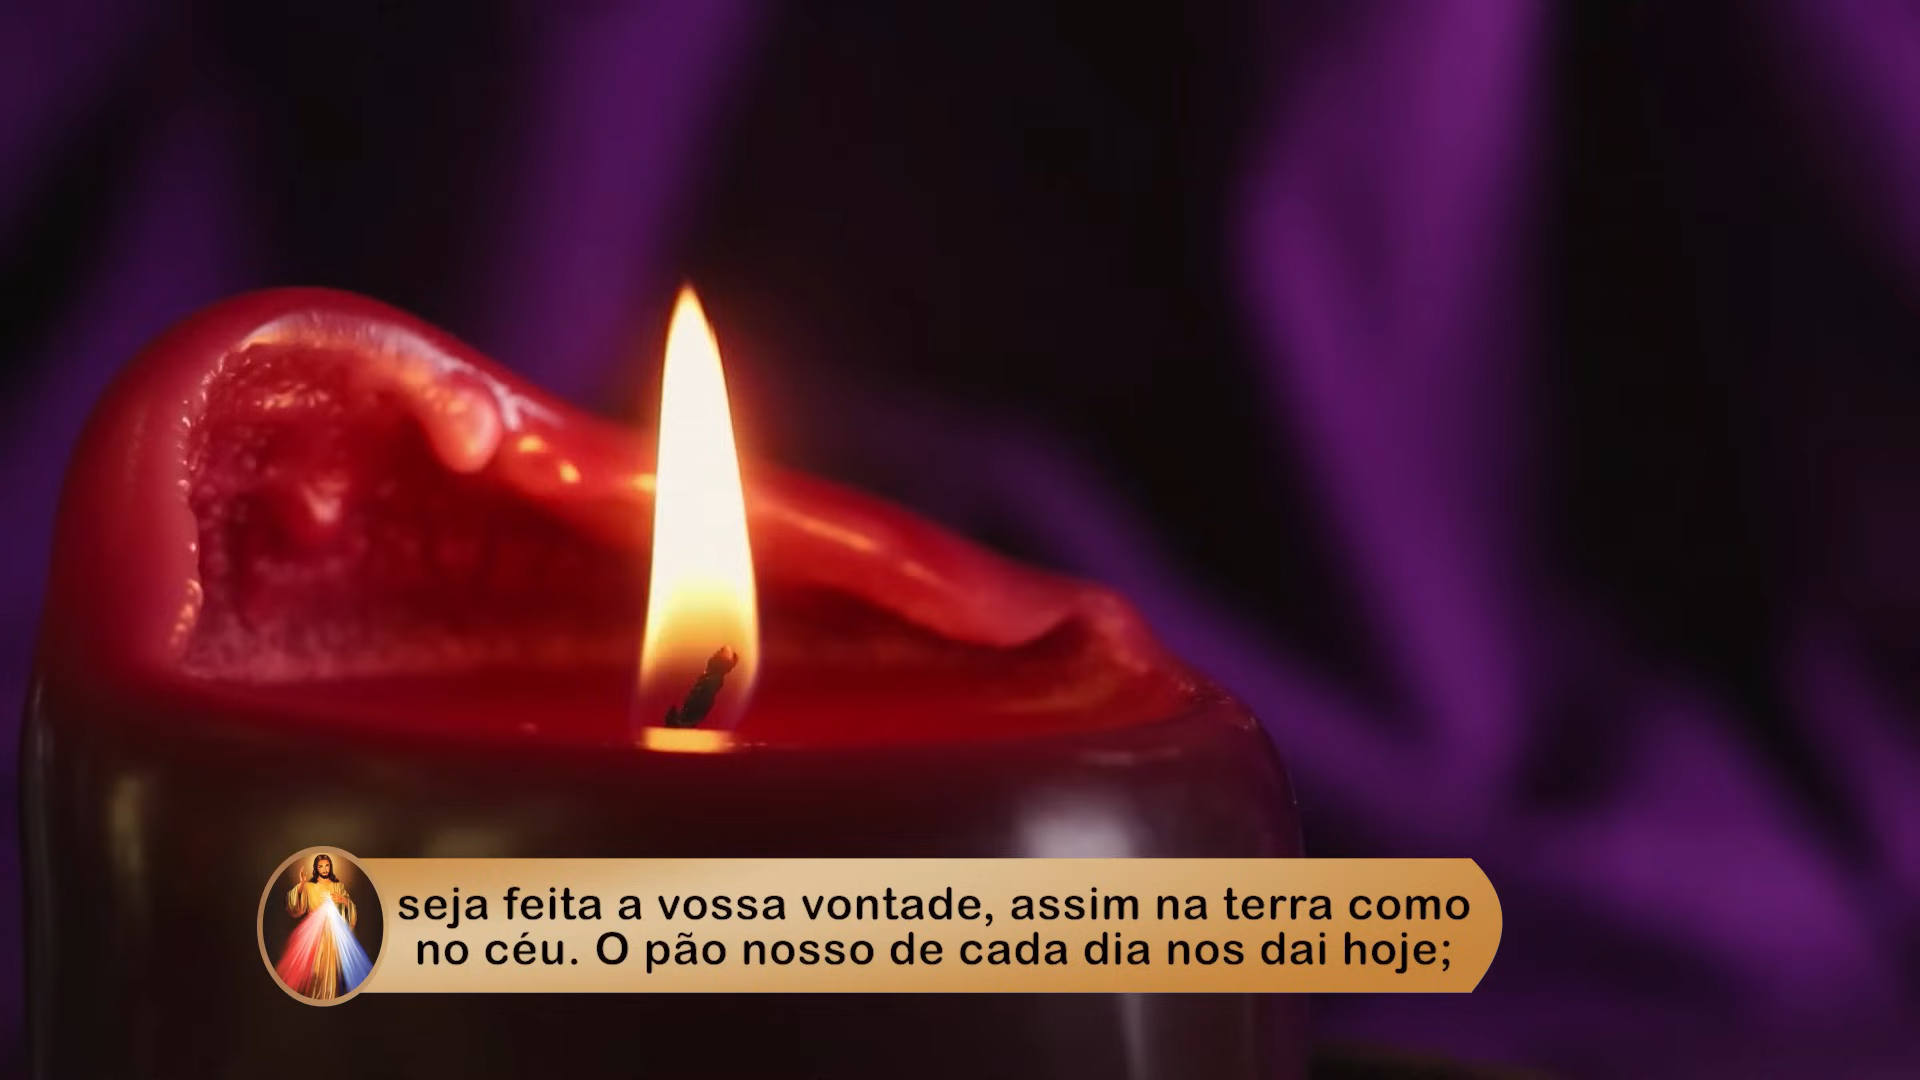 seja feita a vossa vontade, assim na terra como
no céu. O pão nosso de cada dia nos dai hoje;